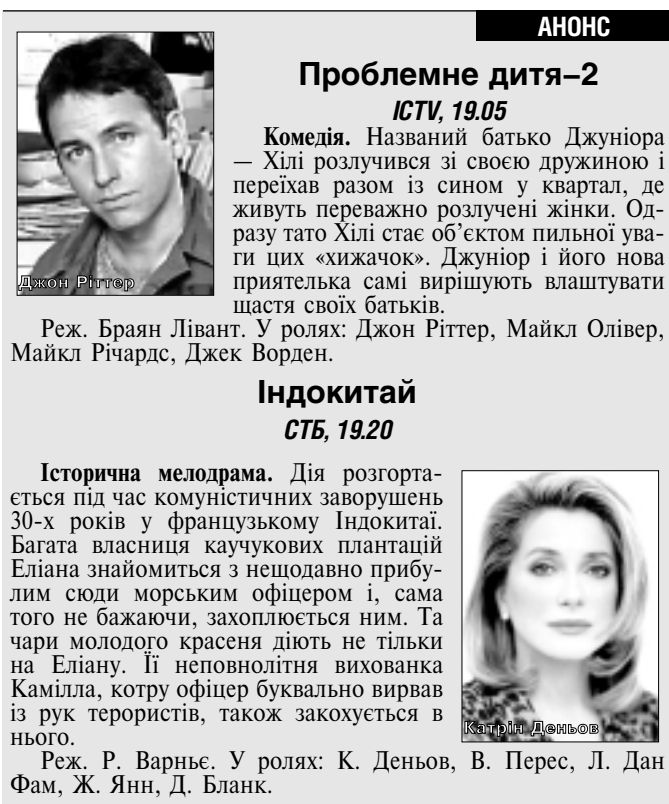 АНОНС
Проблемне дитя–2
ICTV, 19.05
Комедія. Названий батько Джуніора
— Хілі розлучився зі своєю дружиною і
переїхав разом із сином у квартал, де
живуть переважно розлучені жінки. Од-
разу тато Хілі стає об’єктом пильної ува-
ги цих «хижачок». Джуніор і його нова
приятелька самі вирішують влаштувати
щастя своїх батьків.
Джон Ріттер
Реж. Браян Лівант. У ролях: Джон Ріттер,
Майкл Олівер,
Майкл Річардс, Джек Ворден.
Індокитай
СТБ, 19.20
Історична мелодрама. Дія розгорта-
ється під час комуністичних заворушень
30-х років у французькому Індокитаї.
Багата власниця каучукових плантацій
Еліана знайомиться з нещодавно прибу-
лим сюди морським офіцером і, сама
того не бажаючи, захоплюється ним. Та
чари молодого красеня діють не тільки
на Еліану. Її неповнолітня вихованка
Камілла, котру офіцер буквально вирвав
із рук терористів, також закохується в
нього.
Катрін Деньов
Реж. Р. Варньє. У ролях: К. Деньов, В. Перес, Л. Дан
Фам, Ж. Янн, Д. Бланк.